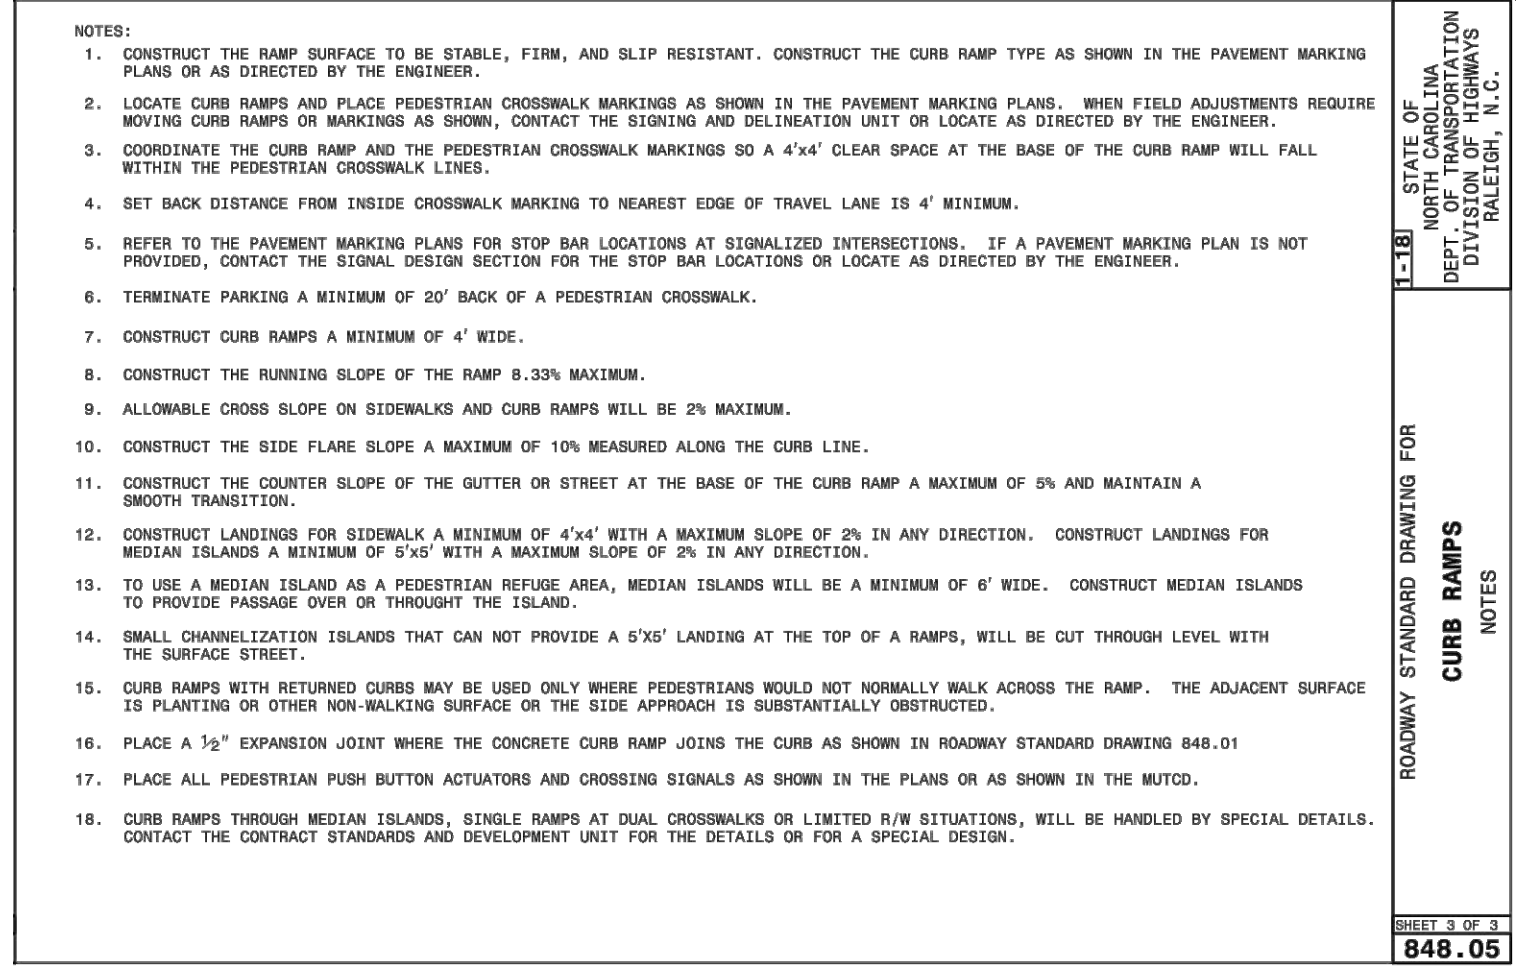 NOTES:
1. CONSTRUCT THE RAMP SURFACE TO BE STABLE, FIRM, AND SLIP RESISTANT. CONSTRUCT THE CURB RAMP TYPE AS SHOWN IN THE PAVEMENT MARKING
PLANS OR AS DIRECTED BY THE ENGINEER.
2. LOCATE CURB RAMPS AND PLACE PEDESTRIAN CROSSWALK MARKINGS AS SHOWN IN THE PAVEMENT MARKING PLANS. WHEN FIELD ADJUSTMENTS REQUIRE
MOVING CURB RAMPS OR MARKINGS AS SHOWN, CONTACT THE SIGNING AND DELINEATION UNIT OR LOCATE AS DIRECTED BY THE ENGINEER.
3. COORDINATE THE CURB RAMP AND THE PEDESTRIAN CROSSWALK MARKINGS SO A 4'x4' CLEAR SPACE AT THE BASE OF THE CURB RAMP WILL FALL
WITHIN THE PEDESTRIAN CROSSWALK LINES.
4. SET BACK DISTANCE FROM INSIDE CROSSWALK MARKING TO NEAREST EDGE OF TRAVEL LANE IS 4' MINIMUM.
5. REFER TO THE PAVEMENT MARKING PLANS FOR STOP BAR LOCATIONS AT SIGNALIZED INTERSECTIONS. IF A PAVEMENT MARKING PLAN IS NOT
PROVIDED, CONTACT THE SIGNAL DESIGN SECTION FOR THE STOP BAR LOCATIONS OR LOCATE AS DIRECTED BY THE ENGINEER.
6. TERMINATE PARKING A MINIMUM OF 20' BACK OF A PEDESTRIAN CROSSWALK.
7. CONSTRUCT CURB RAMPS A MINIMUM OF 4' WIDE.
8. CONSTRUCT THE RUNNING SLOPE OF THE RAMP 8.33% MAXIMUM.
9. ALLOWABLE CROSS SLOPE ON SIDEWALKS AND CURB RAMPS WILL BE 2% MAXIMUM.
10. CONSTRUCT THE SIDE FLARE SLOPE A MAXIMUM OF 10% MEASURED ALONG THE CURB LINE.
11. CONSTRUCT THE COUNTER SLOPE OF THE GUTTER OR STREET AT THE BASE OF THE CURB RAMP A MAXIMUM OF 5% AND MAINTAIN A
SMOOTH TRANSITION.
12. CONSTRUCT LANDINGS FOR SIDEWALK A MINIMUM OF 4'x4' WITH A MAXIMUM SLOPE OF 2% IN ANY DIRECTION. CONSTRUCT LANDINGS FOR
MEDIAN ISLANDS A MINIMUM OF 5'x5' WITH A MAXIMUM SLOPE OF 2% IN ANY DIRECTION.
13. TO USE A MEDIAN ISLAND AS A PEDESTRIAN REFUGE AREA, MEDIAN ISLANDS WILL BE A MINIMUM OF 6' WIDE. CONSTRUCT MEDIAN ISLANDS
TO PROVIDE PASSAGE OVER OR THROUGHT THE ISLAND.
14. SMALL CHANNELIZATION ISLANDS THAT CAN NOT PROVIDE A 5'X5' LANDING AT THE TOP OF A RAMPS, WILL BE CUT THROUGH LEVEL WITH
THE SURFACE STREET.
15. CURB RAMPS WITH RETURNED CURBS MAY BE USED ONLY WHERE PEDESTRIANS WOULD NOT NORMALLY WALK ACROSS THE RAMP. THE ADJACENT SURFACE
IS PLANTING OR OTHER NON-WALKING SURFACE OR THE SIDE APPROACH IS SUBSTANTIALLY OBSTRUCTED.
16. PLACE A ½" EXPANSION JOINT WHERE THE CONCRETE CURB RAMP JOINS THE CURB AS SHOWN IN ROADWAY STANDARD DRAWING 848.01
17. PLACE ALL PEDESTRIAN PUSH BUTTON ACTUATORS AND CROSSING SIGNALS AS SHOWN IN THE PLANS OR AS SHOWN IN THE MUTCD.
18. CURB RAMPS THROUGH MEDIAN ISLANDS, SINGLE RAMPS AT DUAL CROSSWALKS OR LIMITED R/W SITUATIONS, WILL BE HANDLED BY SPECIAL DETAILS.
CONTACT THE CONTRACT STANDARDS AND DEVELOPMENT UNIT FOR THE DETAILS OR FOR A SPECIAL DESIGN.
1-18
STATE OF
NORTH CAROLINA
DEPT. OF TRANSPORTATION
DIVISION OF HIGHWAYS
RALEIGH, N.C.
ROADWAY STANDARD DRAWING FOR
CURB RAMPS
NOTES
SHEET 3 OF 3
848.05